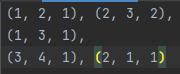 (1, 2, 1), (2, 3, 2),
(1, 3, 1),
(3, 4, 1), (2, 1, 1)